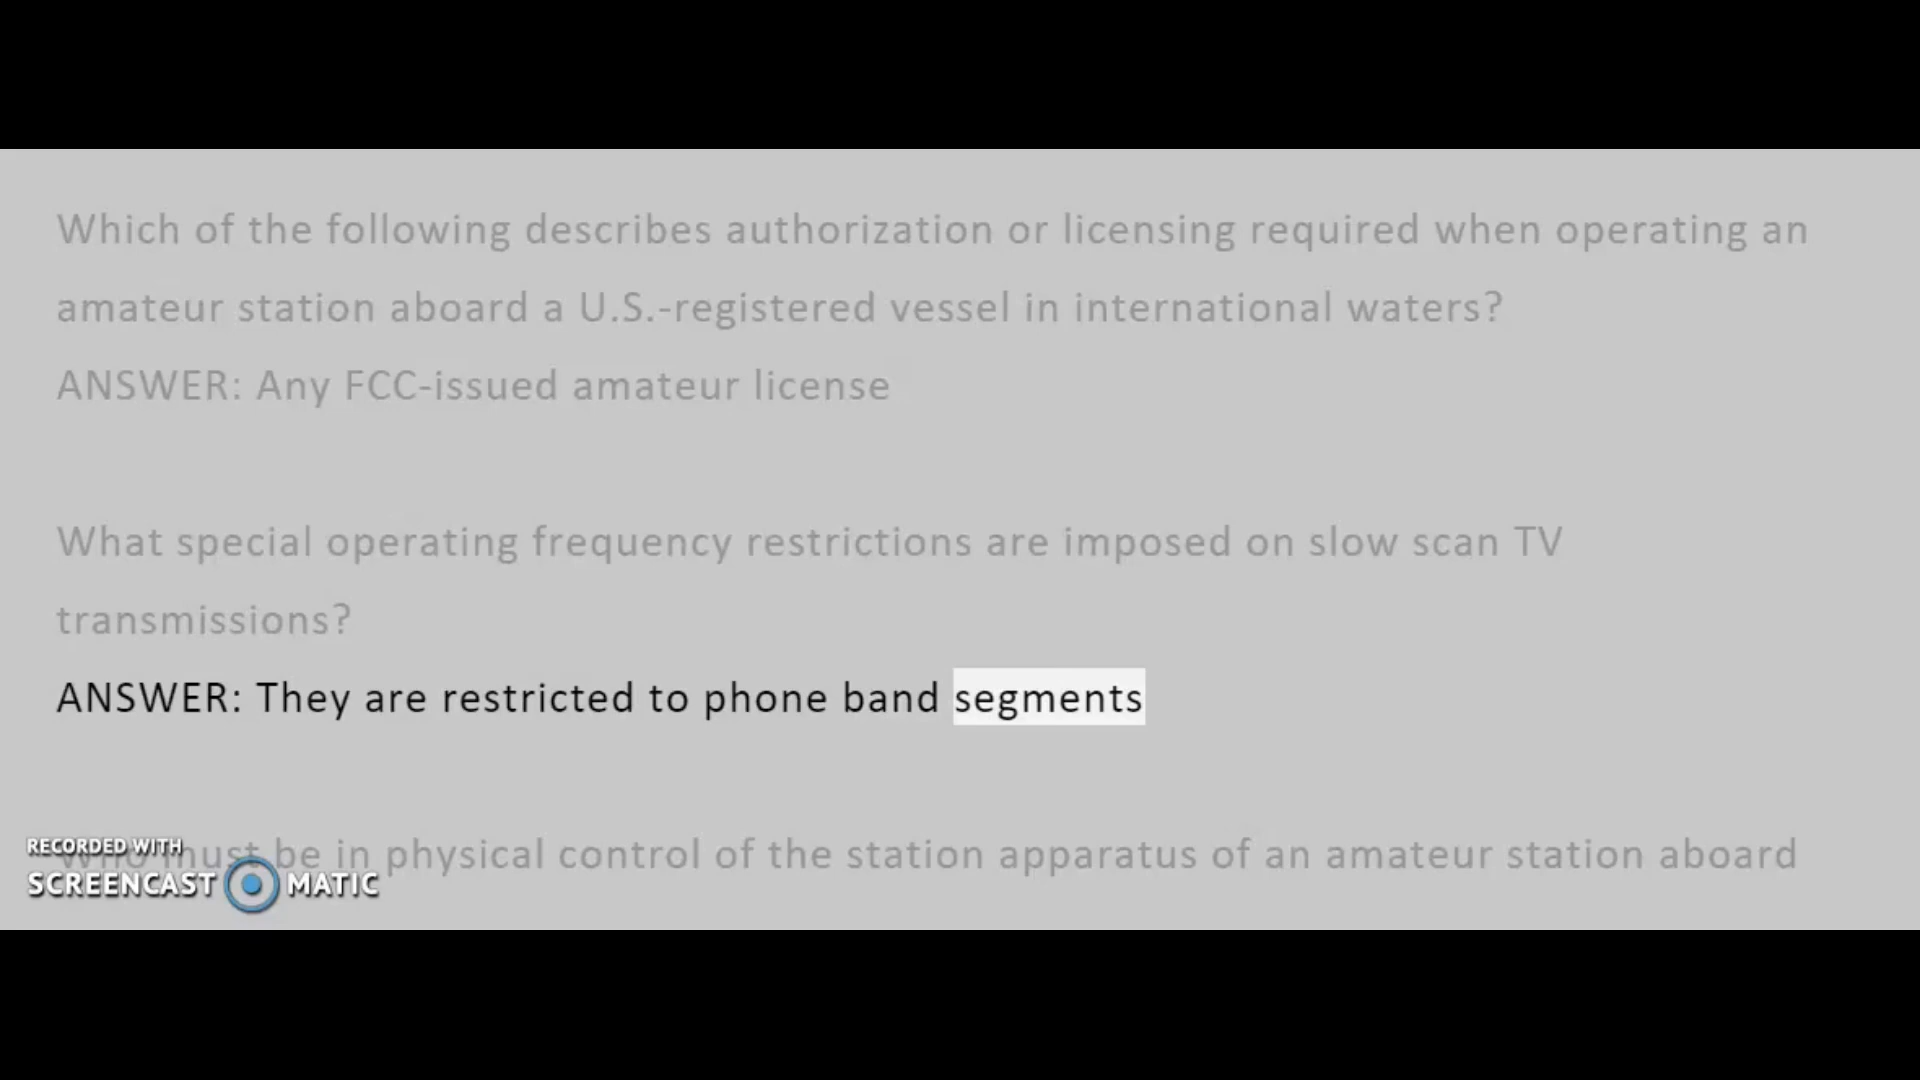 Which of the following describes authorization or licensing required when operating an
amateur station aboard a U.S.-registered vessel in international waters?
ANSWER: Any FCC-issued amateur license
What special operating frequency restrictions are imposed on slow scan TV
transmissions?
ANSWER: They are restricted to phone band segments
Who must be in physical control of the station apparatus of an amateur station aboard
RECORDED WITH
SCREENCAST MATIC